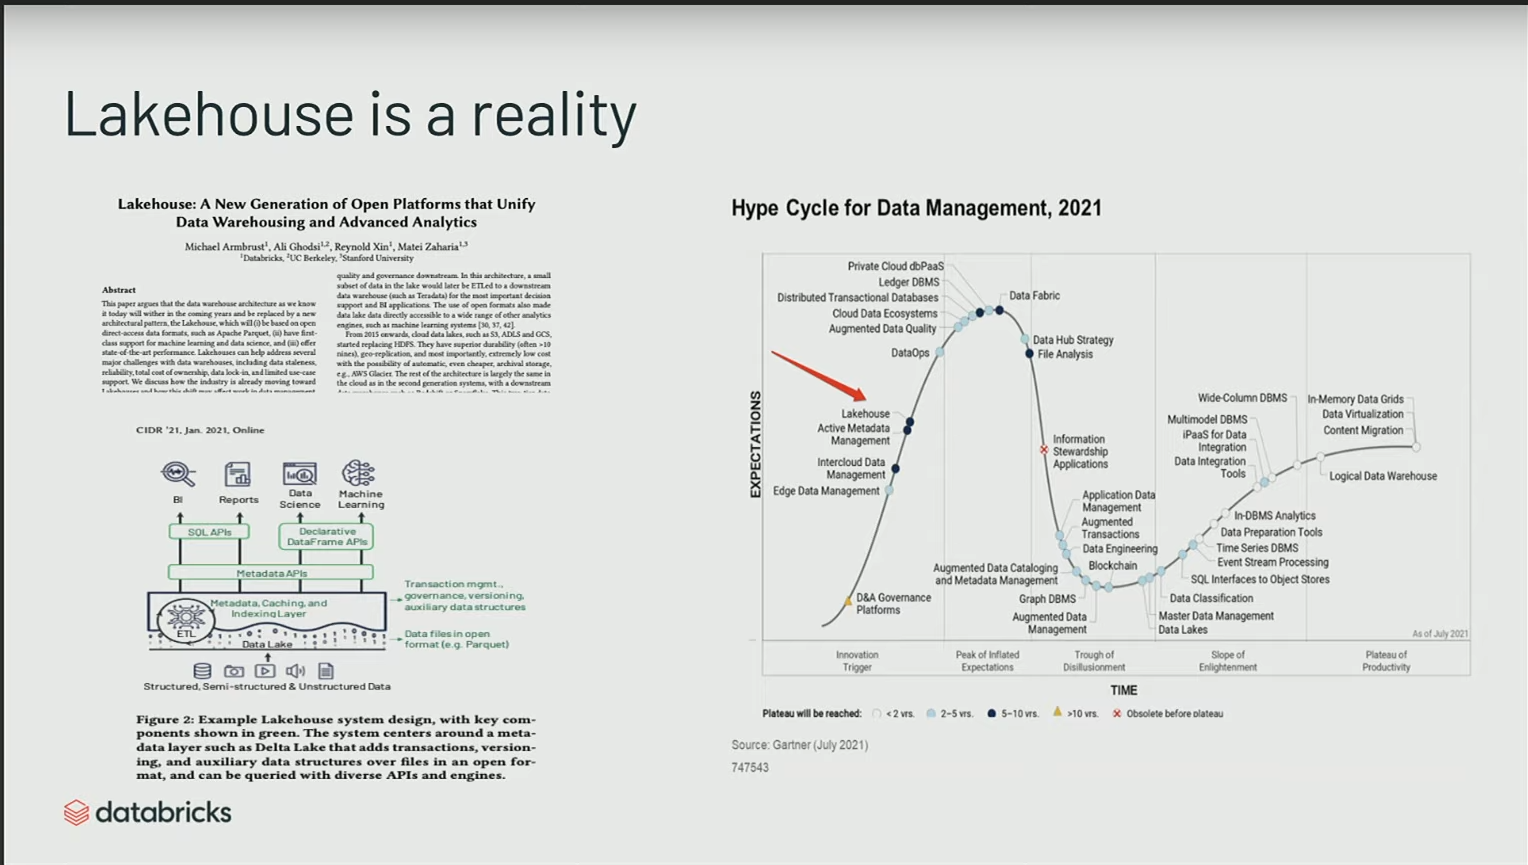 Lakehouse is a reality
Lakehouse: A New Generation of Open Platforms that Unify
Data Warehousing and Advanced Analytics
Michael Armbrust1, Ali Ghodsi1,2, Reynold Xin1, Matei Zaharia1,3
1Databricks, 2UC Berkeley, 3Stanford University
Abstract
This paper argues that the data warehouse architecture as we know
it today will wither in the coming years and be replaced by a new
architectural pattern, the Lakehouse, which will (i) be based on open
direct-access data formats, such as Apache Parquet, (ii) have first-
class support for machine learning and data science, and (iii) offer
state-of-the-art performance. Lakehouses can help address several
major challenges with data warehouses, including data staleness,
reliability, total cost of ownership, data lock-in, and limited use-case
support. We discuss how the industry is already moving toward
quality and governance downstream. In this architecture, a small
subset of data in the lake would later be ETLed to a downstream
data warehouse (such as Teradata) for the most important decision
support and BI applications. The use of open formats also made
data lake data directly accessible to a wide range of other analytics
engines, such as machine learning systems [30, 37, 42].
From 2015 onwards, cloud data lakes, such as S3, ADLS and GCS,
started replacing HDFS. They have superior durability (often >10
nines), geo-replication, and most importantly, extremely low cost
with the possibility of automatic, even cheaper, archival storage,
e.g., AWS Glacier. The rest of the architecture is largely the same in
the cloud as in the second generation systems, with a downstream
CIDR '21, Jan. 2021, Online
BI
Reports
Data
Science
Machine
Learning
SQL APIs
Declarative
DataFrame APIs
Metadata APIs
Metadata, Caching, and
Indexing Layer
ETL
Data Lake
Transaction mgmt.,
governance, versioning,
auxiliary data structures
Data files in open
format (e.g. Parquet)
Structured, Semi-structured & Unstructured Data
Figure 2: Example Lakehouse system design, with key com-
ponents shown in green. The system centers around a meta-
data layer such as Delta Lake that adds transactions, version-
ing, and auxiliary data structures over files in an open for-
mat, and can be queried with diverse APIs and engines.
databricks
Hype Cycle for Data Management, 2021
EXPECTATIONS
Private Cloud dbPaaS
Ledger DBMS
Distributed Transactional Databases
Cloud Data Ecosystems
Augmented Data Quality
DataOps
Lakehouse
Active Metadata
Management
Intercloud Data
Management
Edge Data Management
D&A Governance
Platforms
Data Fabric
Data Hub Strategy
File Analysis
Information
Stewardship
Applications
Application Data
Management
Augmented
Transactions
Data Engineering
Blockchain
Augmented Data Cataloging
and Metadata Management
Graph DBMS
Augmented Data
Management
Wide-Column DBMS
Multimodel DBMS
iPaaS for Data
Integration
Data Integration
Tools
In-Memory Data Grids
Data Virtualization
Content Migration
Logical Data Warehouse
In-DBMS Analytics
Data Preparation Tools
Time Series DBMS
Event Stream Processing
SQL Interfaces to Object Stores
Data Classification
Master Data Management
Data Lakes
As of July 2021
Innovation
Trigger
Peak of Inflated
Expectations
Trough of
Disillusionment
Slope of
Enlightenment
Plateau of
Productivity
TIME
Plateau will be reached: < 2 yrs. 2–5 yrs. 5–10 yrs. >10 yrs. Obsolete before plateau
Source: Gartner (July 2021)
747543